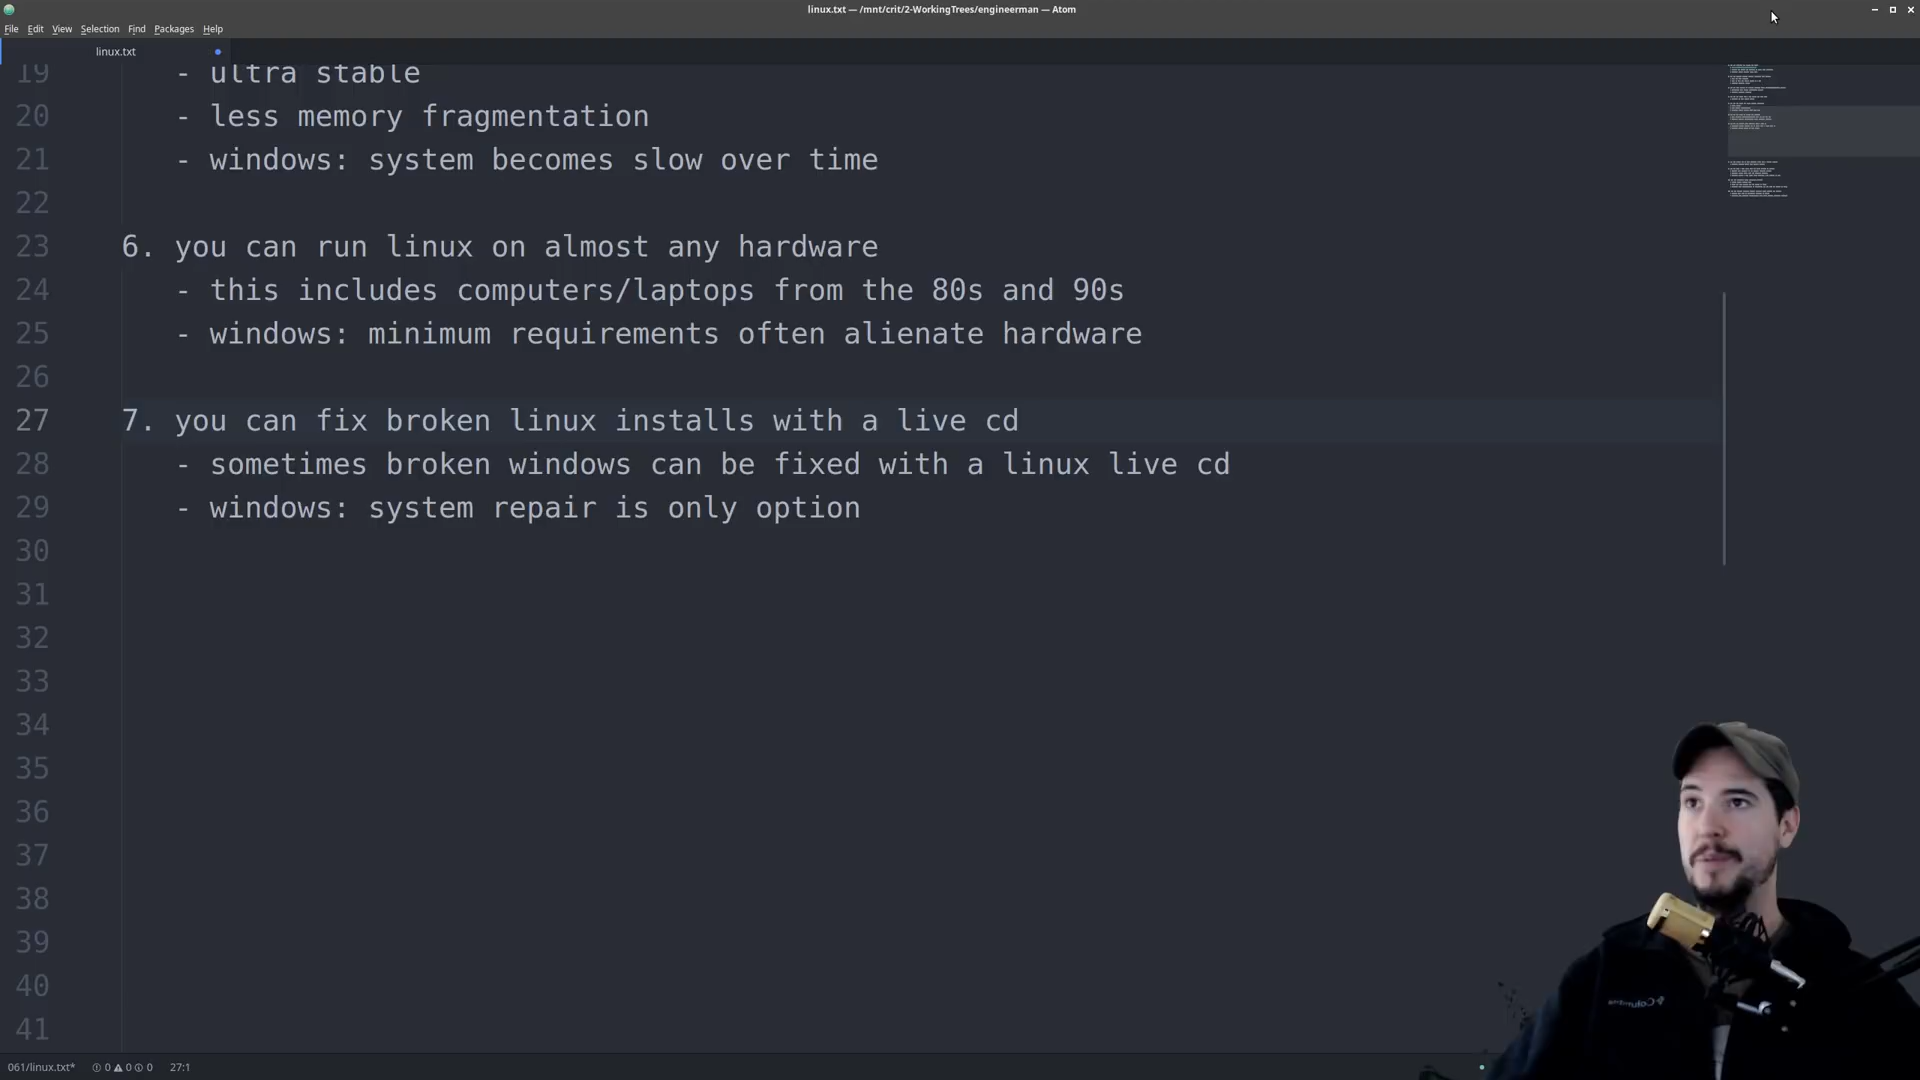 linux.txt — /mnt/crit/2-WorkingTrees/engineerman — Atom
File Edit View Selection Find Packages Help
linux.txt
19 - ultra stable
20 - less memory fragmentation
21 - windows: system becomes slow over time
22
23 6. you can run linux on almost any hardware
24 - this includes computers/laptops from the 80s and 90s
25 - windows: minimum requirements often alienate hardware
26
27 7. you can fix broken linux installs with a live cd
28 - sometimes broken windows can be fixed with a linux live cd
29 - windows: system repair is only option
30
31
32
33
34
35
36
37
38
39
40
41
061/linux.txt* 0 0 0 27:1